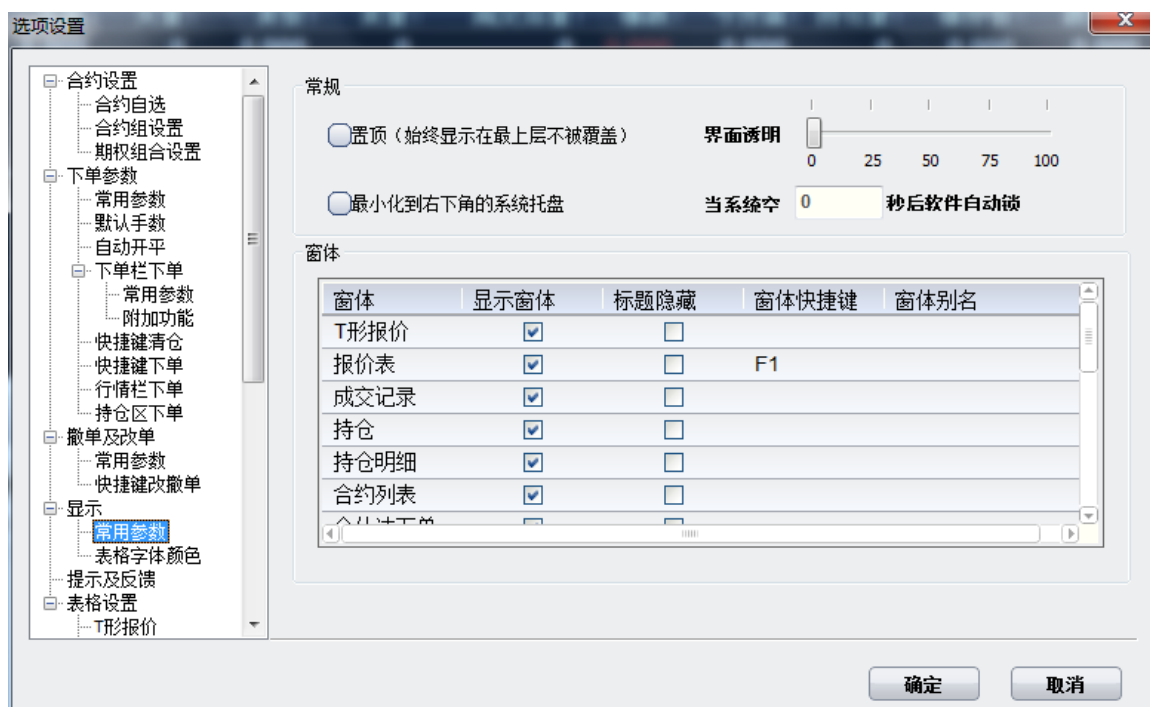 选项设置
合约设置
合约自选
合约组设置
期权组合设置
下单参数
常用参数
默认手数
自动开平
下单栏下单
常用参数
附加功能
快捷键清仓
快捷键下单
行情栏下单
持仓区下单
撤单及改单
常用参数
快捷键改撤单
显示
常用参数
表格字体颜色
提示及反馈
表格设置
T形报价
常规
置顶（始终显示在最上层不被覆盖） 界面透明
0 25 50 75 100
最小化到右下角的系统托盘 当系统空 0 秒后软件自动锁
窗体
窗体 显示窗体 标题隐藏 窗体快捷键 窗体别名
T形报价
报价表 F1
成交记录
持仓
持仓明细
合约列表
确定 取消